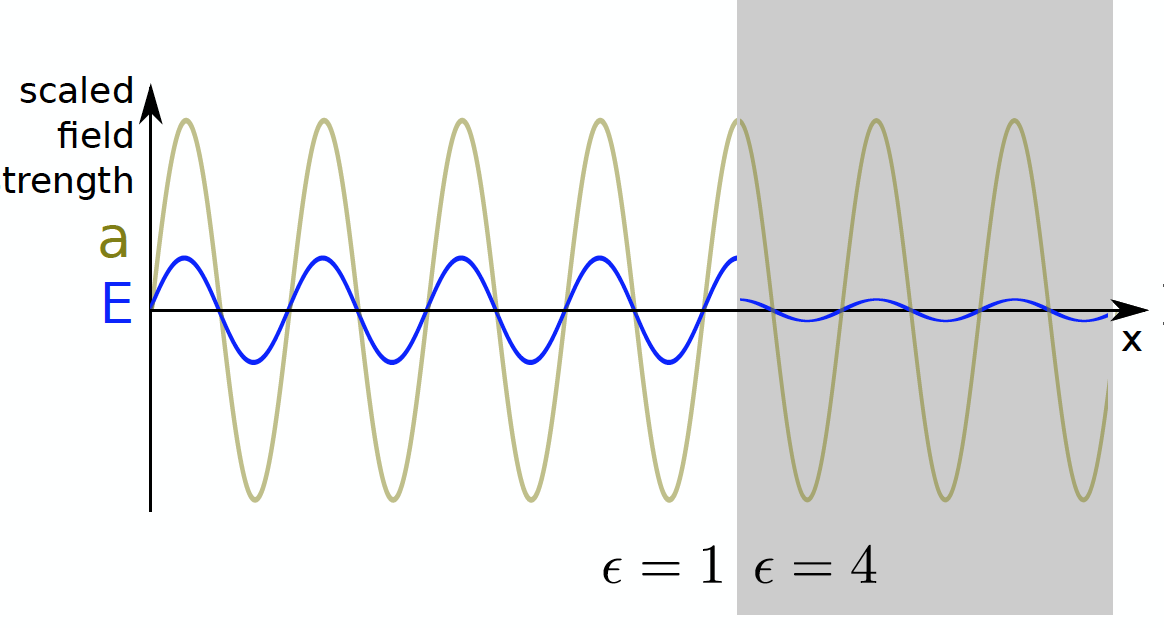 scaled
field
trength
a
E
x
ϵ = 1
ϵ = 4